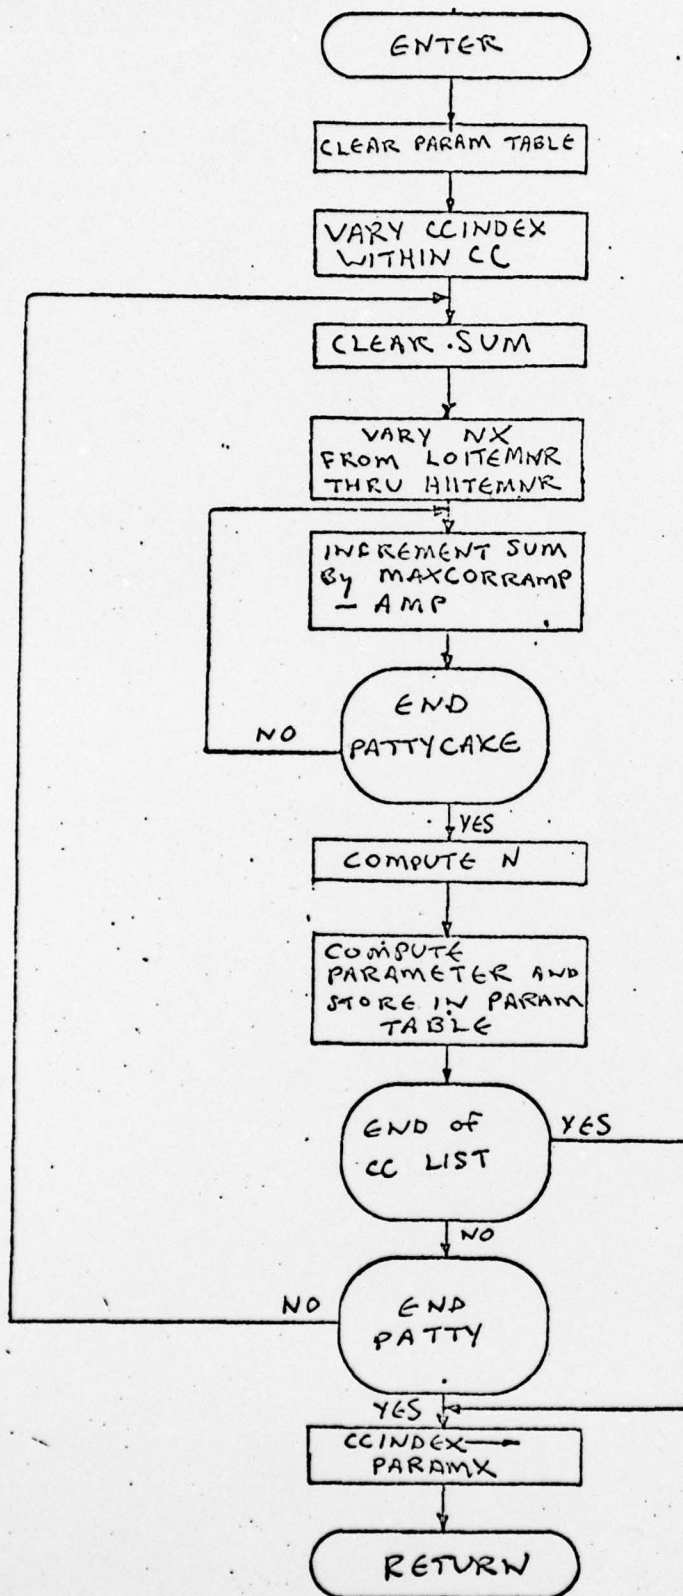 ENTER
CLEAR PARAM TABLE
VARY CCINDEX
WITHIN CC
CLEAR SUM
VARY NX
FROM LOITEMNR
THRU HIITEMNR
INCREMENT SUM
By MAXCORRAMP
- AMP
END
PATTYCAKE
NO
YES
COMPUTE N
COMPUTE
PARAMETER AND
STORE IN PARAM
TABLE
END of
CC LIST
YES
NO
END
PATTY
NO
YES
CCINDEX →
PARAMX
RETURN